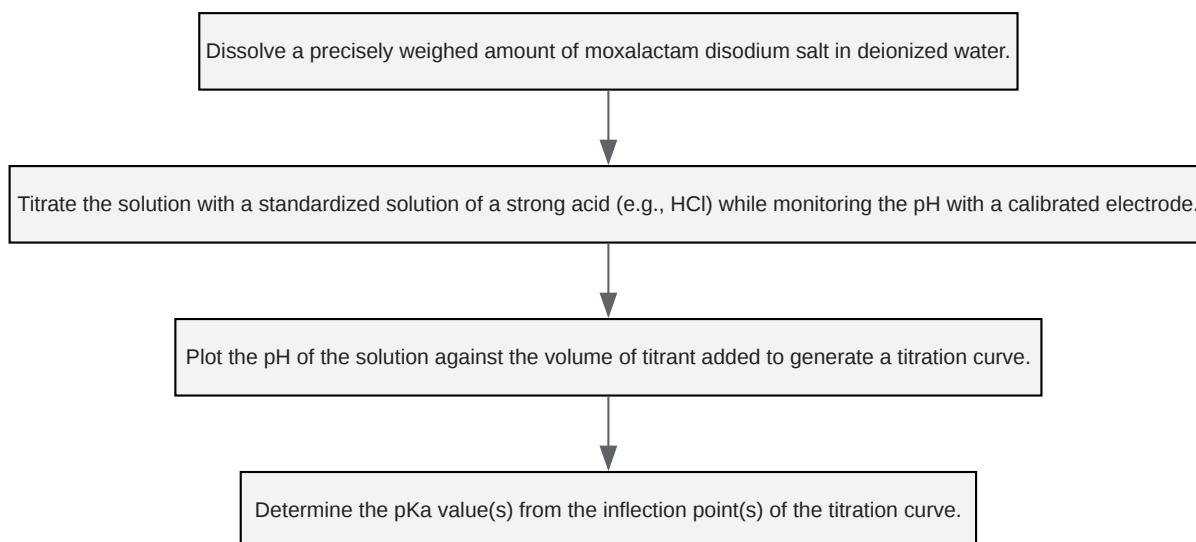 Dissolve a precisely weighed amount of moxalactam disodium salt in deionized water.
Titrate the solution with a standardized solution of a strong acid (e.g., HCl) while monitoring the pH with a calibrated electrode.
Plot the pH of the solution against the volume of titrant added to generate a titration curve.
Determine the pKa value(s) from the inflection point(s) of the titration curve.